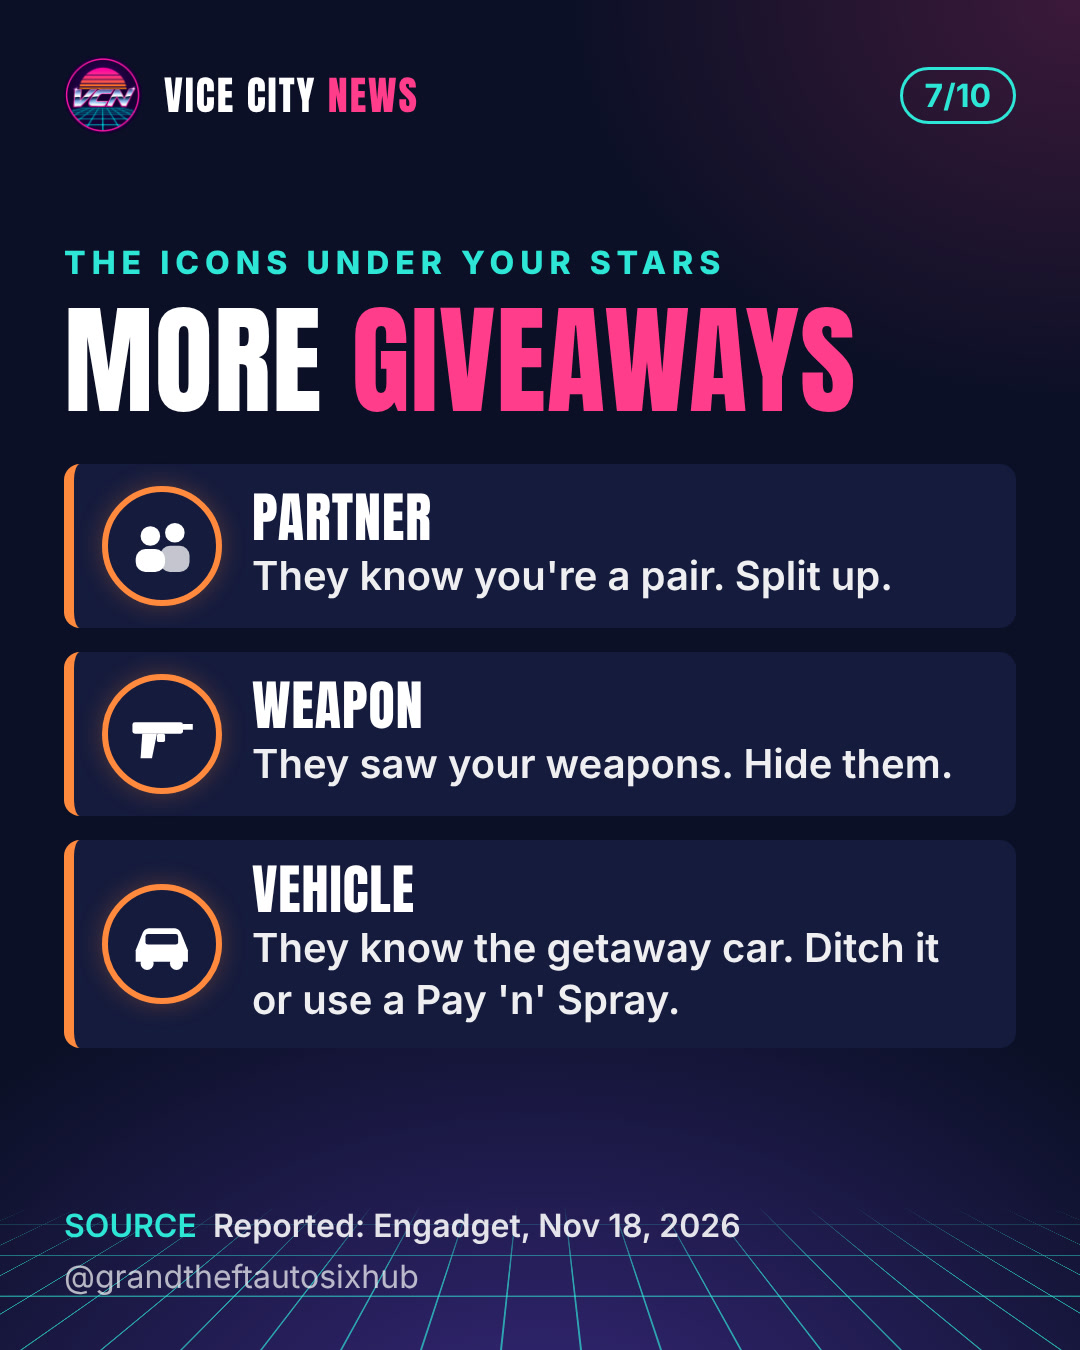 VCN
VICE CITY NEWS
7/10
THE ICONS UNDER YOUR STARS
MORE GIVEAWAYS
PARTNER
They know you're a pair. Split up.
WEAPON
They saw your weapons. Hide them.
VEHICLE
They know the getaway car. Ditch it
or use a Pay 'n' Spray.
SOURCE Reported: Engadget, Nov 18, 2026
@grandtheftautosixhub